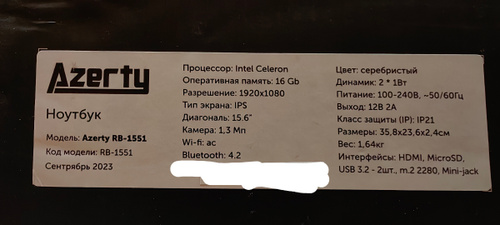 Azerty
Ноутбук
Модель: Azerty RB-1551
Код модели: RB-1551
Сентябрь 2023
Процессор: Intel Celeron
Оперативная память: 16 Gb
Разрешение: 1920x1080
Тип экрана: IPS
Диагональ: 15.6"
Камера: 1,3 Мп
Wi-fi: ac
Bluetooth: 4.2
Цвет: серебристый
Динамик: 2 * 1Вт
Питание: 100-240В, ~50/60Гц
Выход: 12В 2А
Класс защиты (IP): IP21
Размеры: 35,8x23,6x2,4см
Вес: 1,64кг
Интерфейсы: HDMI, MicroSD,
USB 3.2 - 2шт., m.2 2280, Mini-jack